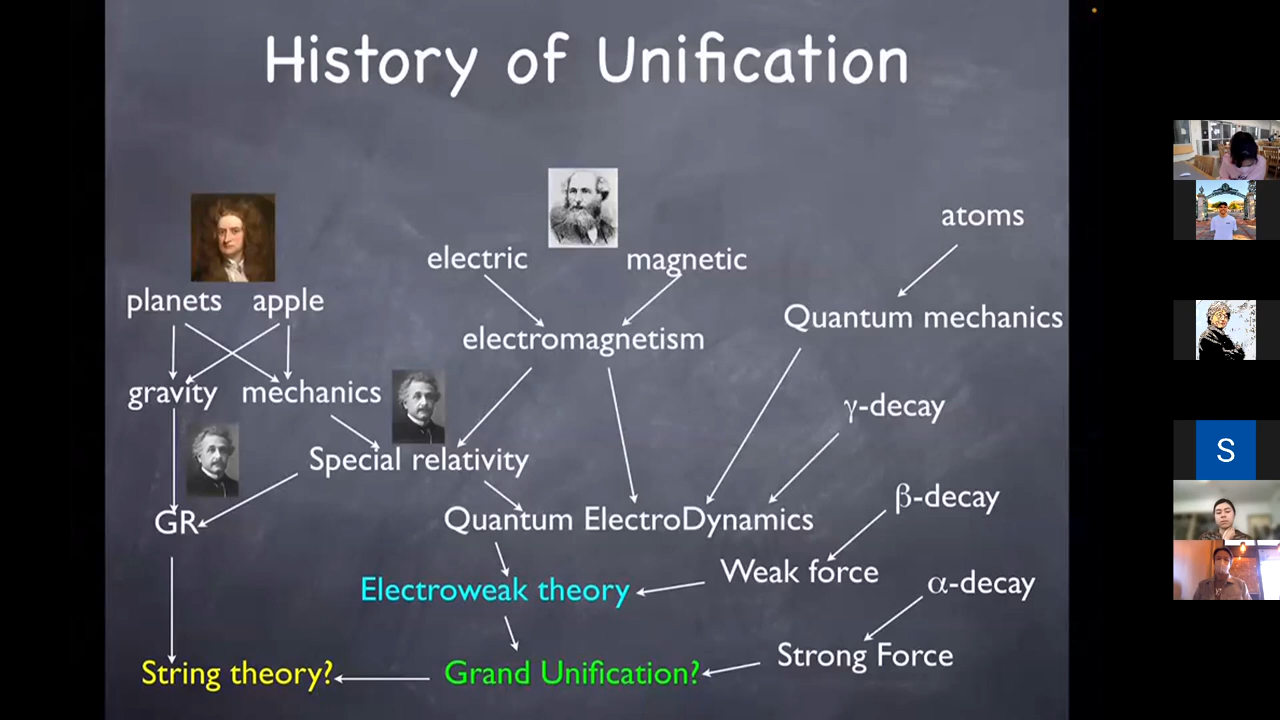 History of Unification
atoms
electric magnetic
planets apple
Quantum mechanics
electromagnetism
gravity mechanics
γ-decay
Special relativity
β-decay
GR
Quantum ElectroDynamics
Weak force
Electroweak theory
α-decay
Strong Force
String theory?
Grand Unification?
S